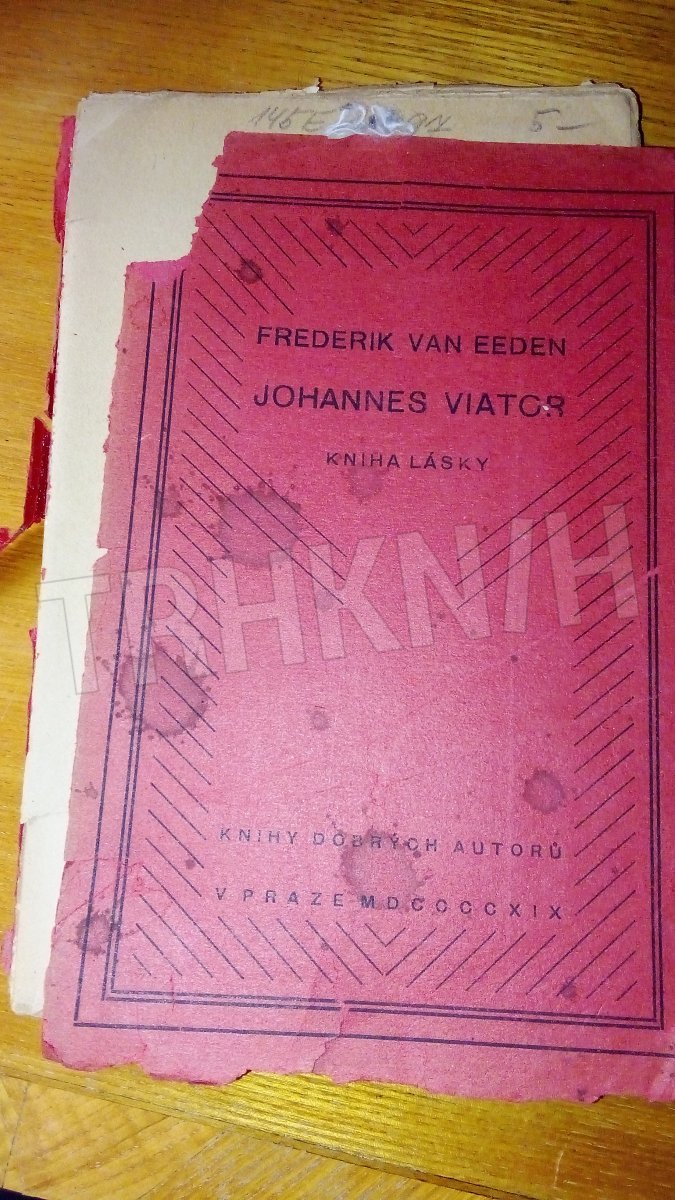 5-
FREDERIK VAN EEDEN
JOHANNES VIATOR
KNIHA LÁSKY
TRHKNIH
KNIHY DOBRÝCH AUTORŮ
V PRAZE MDCCCCXIX